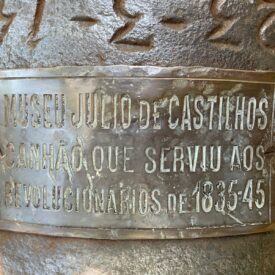 MUSEU JULIO DE CASTILHOS
CANHÃO QUE SERVIU AOS
REVOLUCIONARIOS DE 1835-45